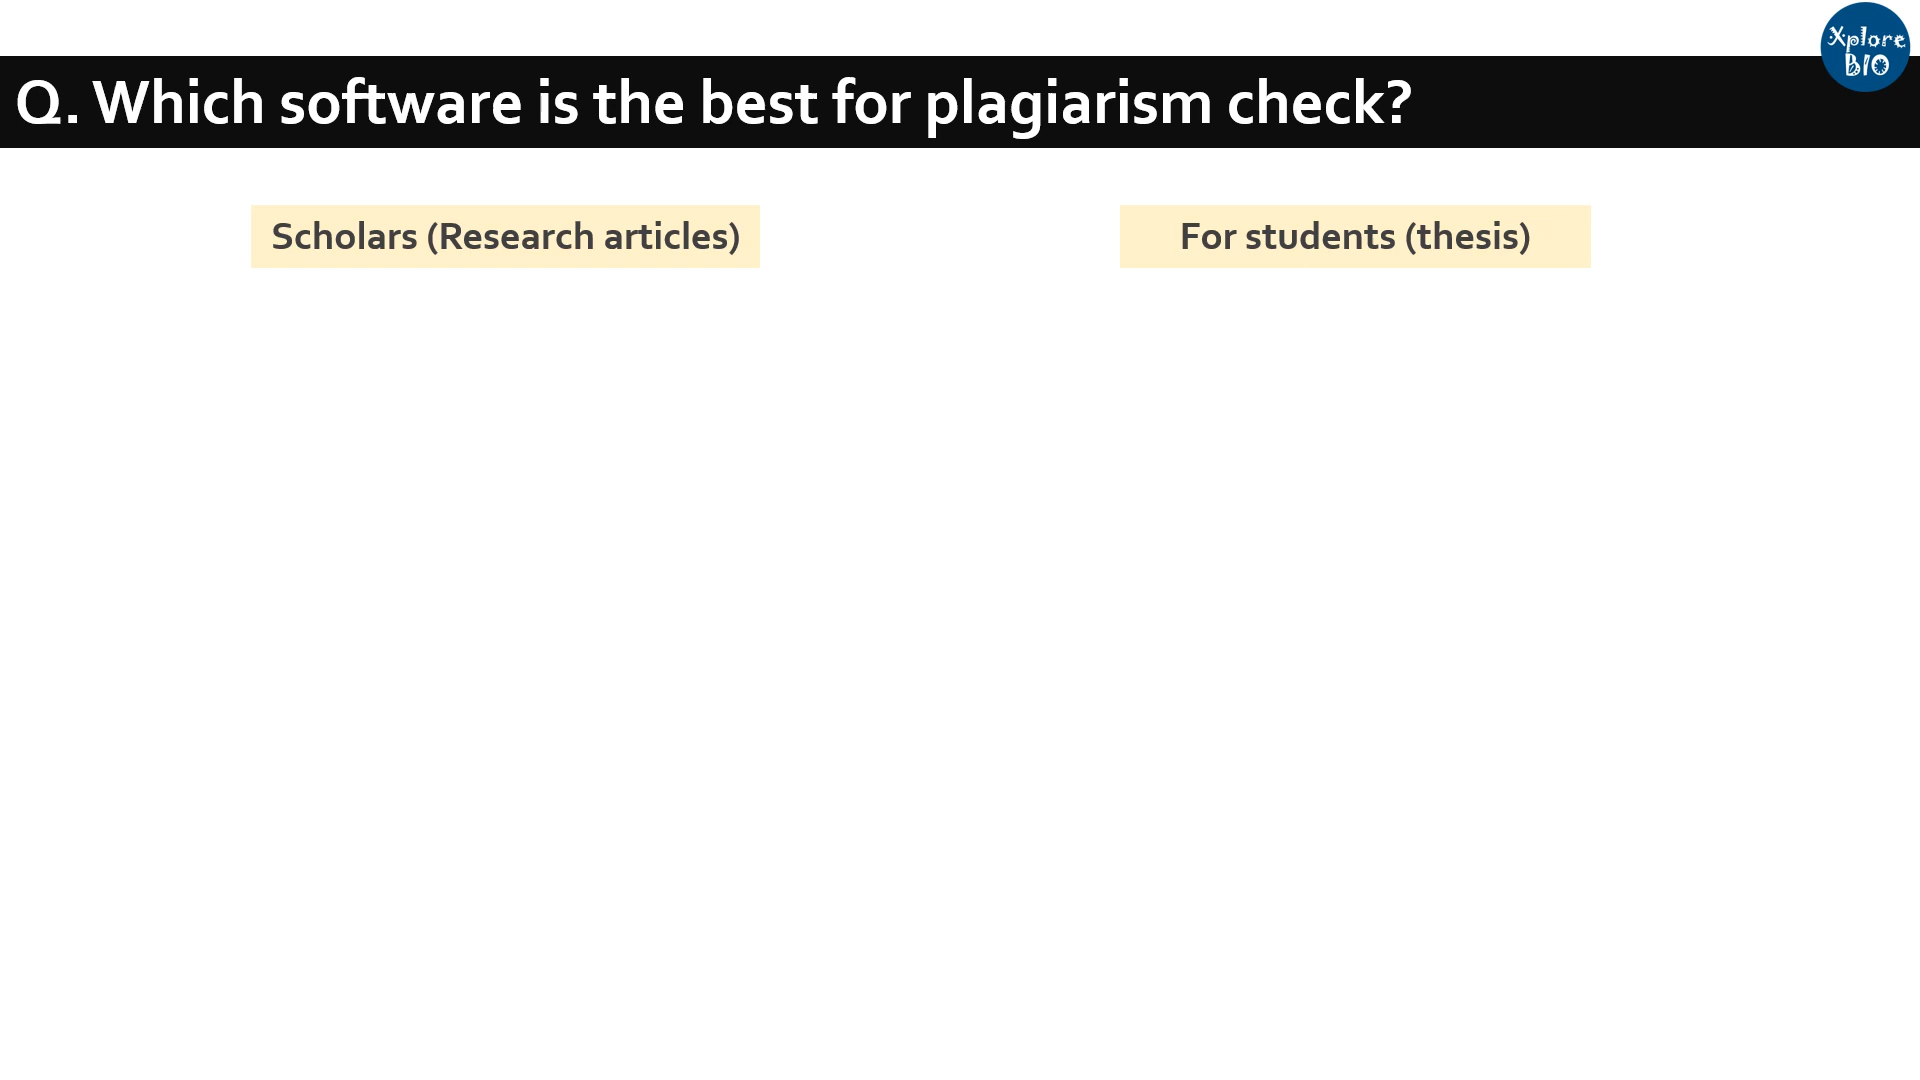 Xplore
BIO
Q. Which software is the best for plagiarism check?
Scholars (Research articles)
For students (thesis)